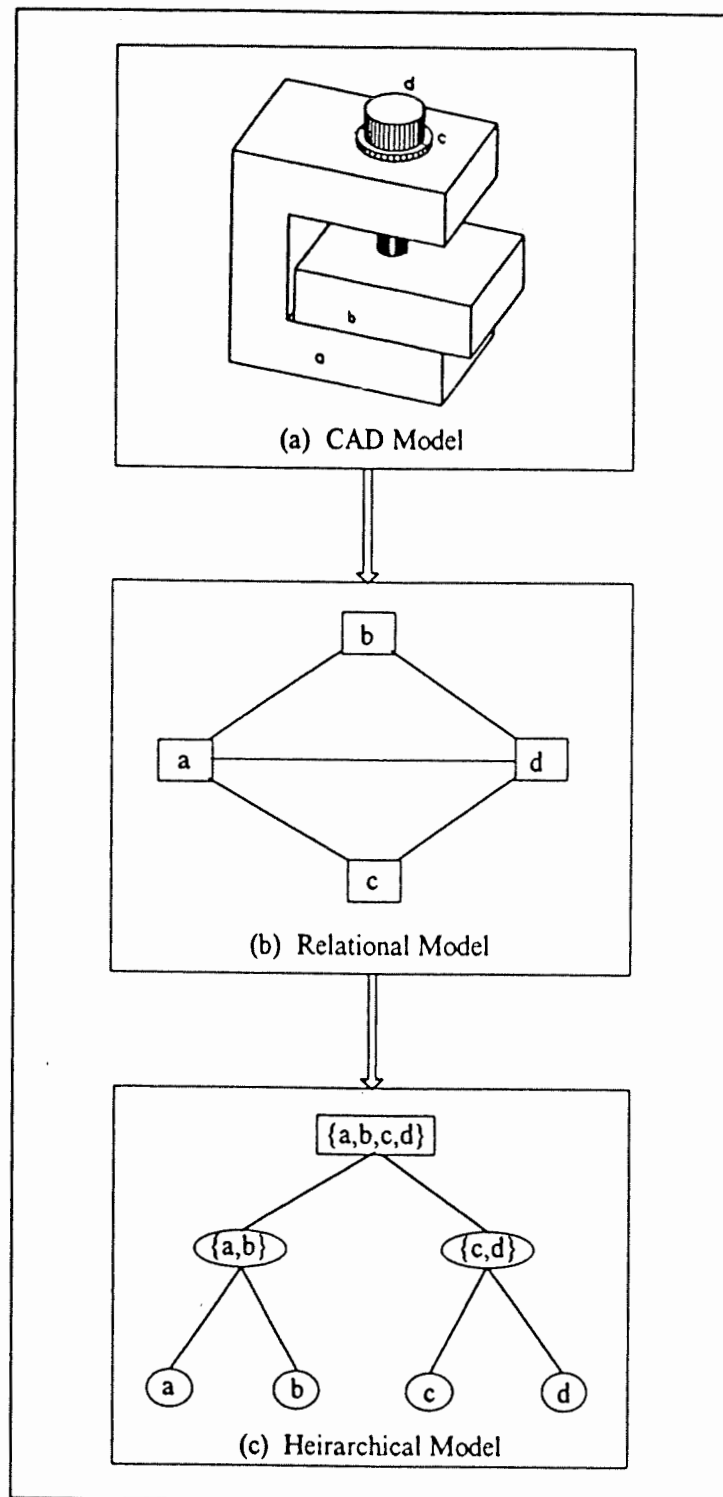 d
c
b
a
(a) CAD Model
b
a
d
c
(b) Relational Model
{a,b,c,d}
{a,b}
{c,d}
a
b
c
d
(c) Heirarchical Model